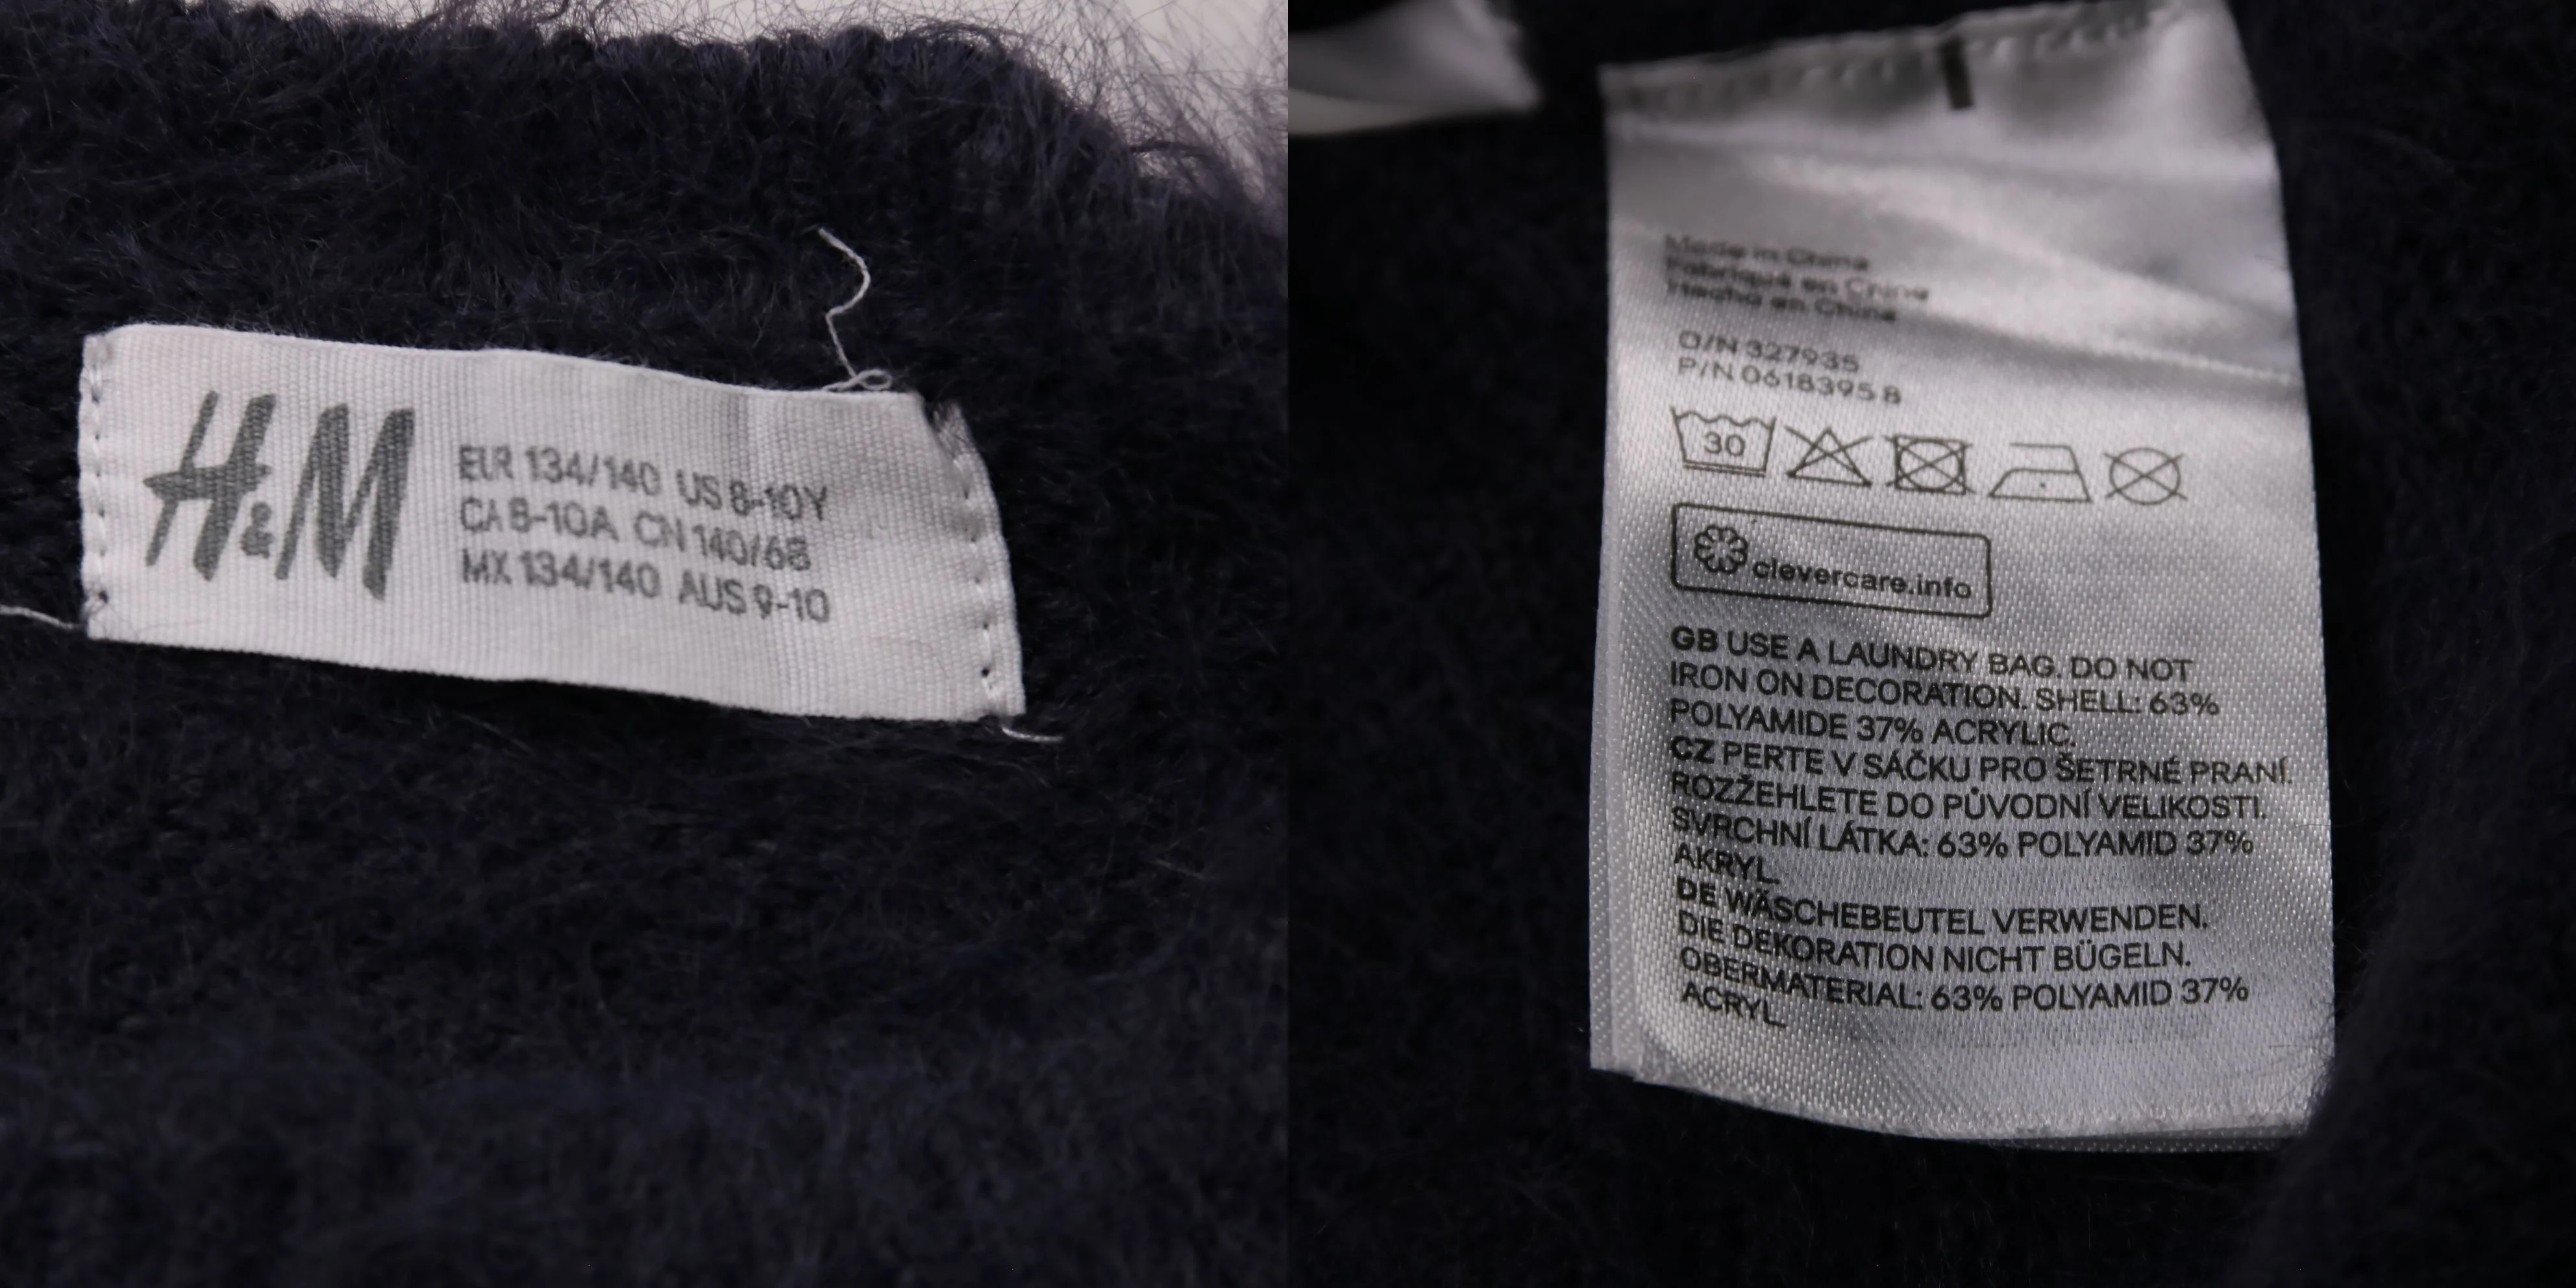 H&M
EUR 134/140 US 8-10Y
CA 8-10A CN 140/68
MX 134/140 AUS 9-10
Made in China
Fabriqué en Chine
Hecho en China
O/N 327935
P/N 0618395 8
30
clevercare.info
GB USE A LAUNDRY BAG. DO NOT
IRON ON DECORATION. SHELL: 63%
POLYAMIDE 37% ACRYLIC.
CZ PERTE V SÁČKU PRO ŠETRNÉ PRANÍ.
ROZŽEHLETE DO PŮVODNÍ VELIKOSTI.
SVRCHNÍ LÁTKA: 63% POLYAMID 37%
AKRYL.
DE WÄSCHEBEUTEL VERWENDEN.
DIE DEKORATION NICHT BÜGELN.
OBERMATERIAL: 63% POLYAMID 37%
ACRYL.